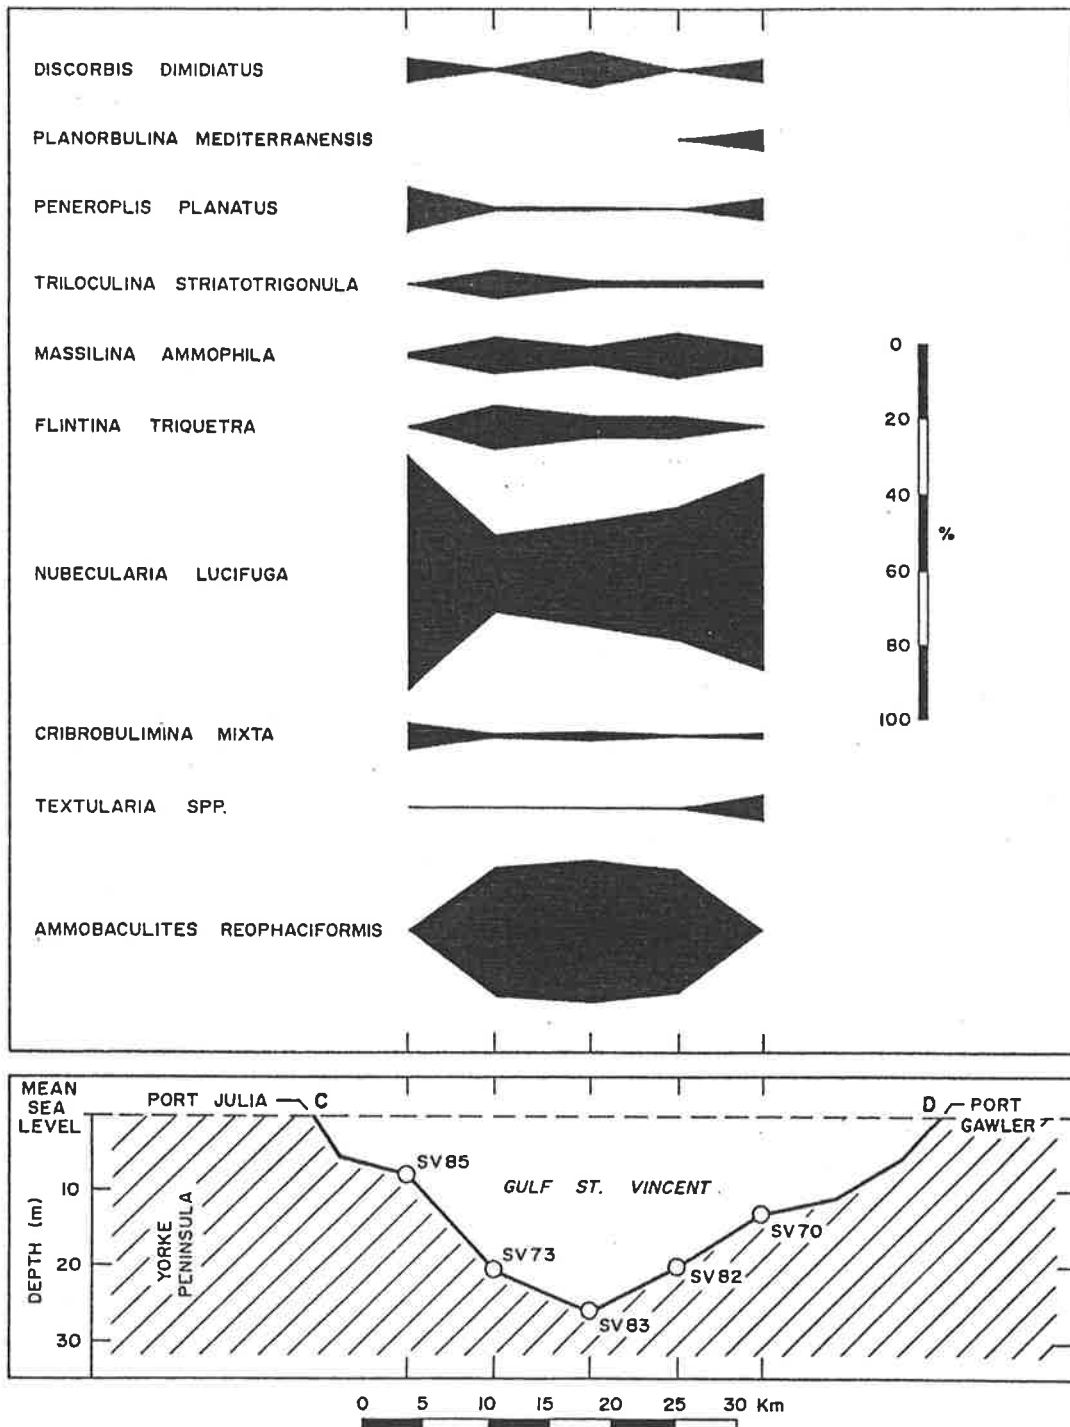 DISCORBIS DIMIDIATUS
PLANORBULINA MEDITERRANENSIS
PENEROPLIS PLANATUS
TRILOCULINA STRIATOTRIGONULA
MASSILINA AMMOPHILA
FLINTINA TRIQUETRA
NUBECULARIA LUCIFUGA
CRIBROBULIMINA MIXTA
TEXTULARIA SPP.
AMMOBACULITES REOPHACIFORMIS
0
20
40
%
60
80
100
MEAN
SEA
LEVEL
PORT JULIA
C
D
PORT
GAWLER
SV85
GULF ST. VINCENT
10
SV70
YORKE
PENINSULA
DEPTH (m)
SV73
20
SV82
SV83
30
0 5 10 15 20 25 30 Km